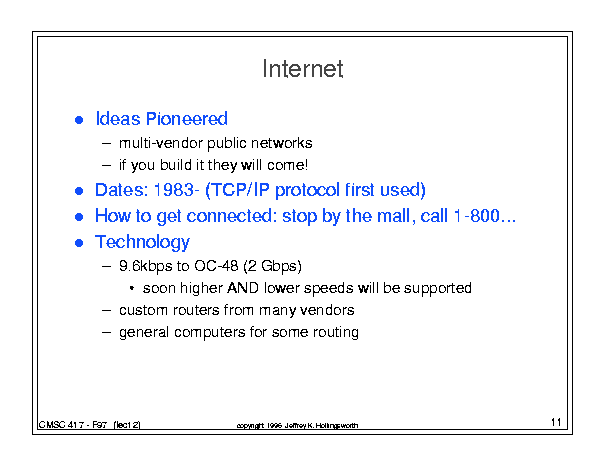 Internet
● Ideas Pioneered
– multi-vendor public networks
– if you build it they will come!
● Dates: 1983- (TCP/IP protocol first used)
● How to get connected: stop by the mall, call 1-800...
● Technology
– 9.6kbps to OC-48 (2 Gbps)
• soon higher AND lower speeds will be supported
– custom routers from many vendors
– general computers for some routing
CMSC 417 - F97 (lect 2)
copyright 1996 Jeffrey K. Hollingsworth
11